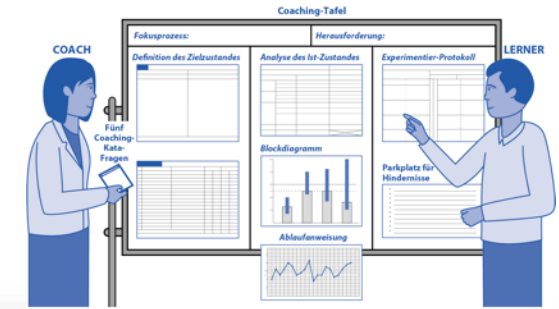 Coaching-Tafel
Fokusprozess:
Herausforderung:
COACH
LERNER
Definition des Zielzustandes
Analyse des Ist-Zustandes
Experimentier-Protokoll
Fünf
Coaching-
Kata-
Fragen
Blockdiagramm
Parkplatz für
Hindernisse
Ablaufanweisung